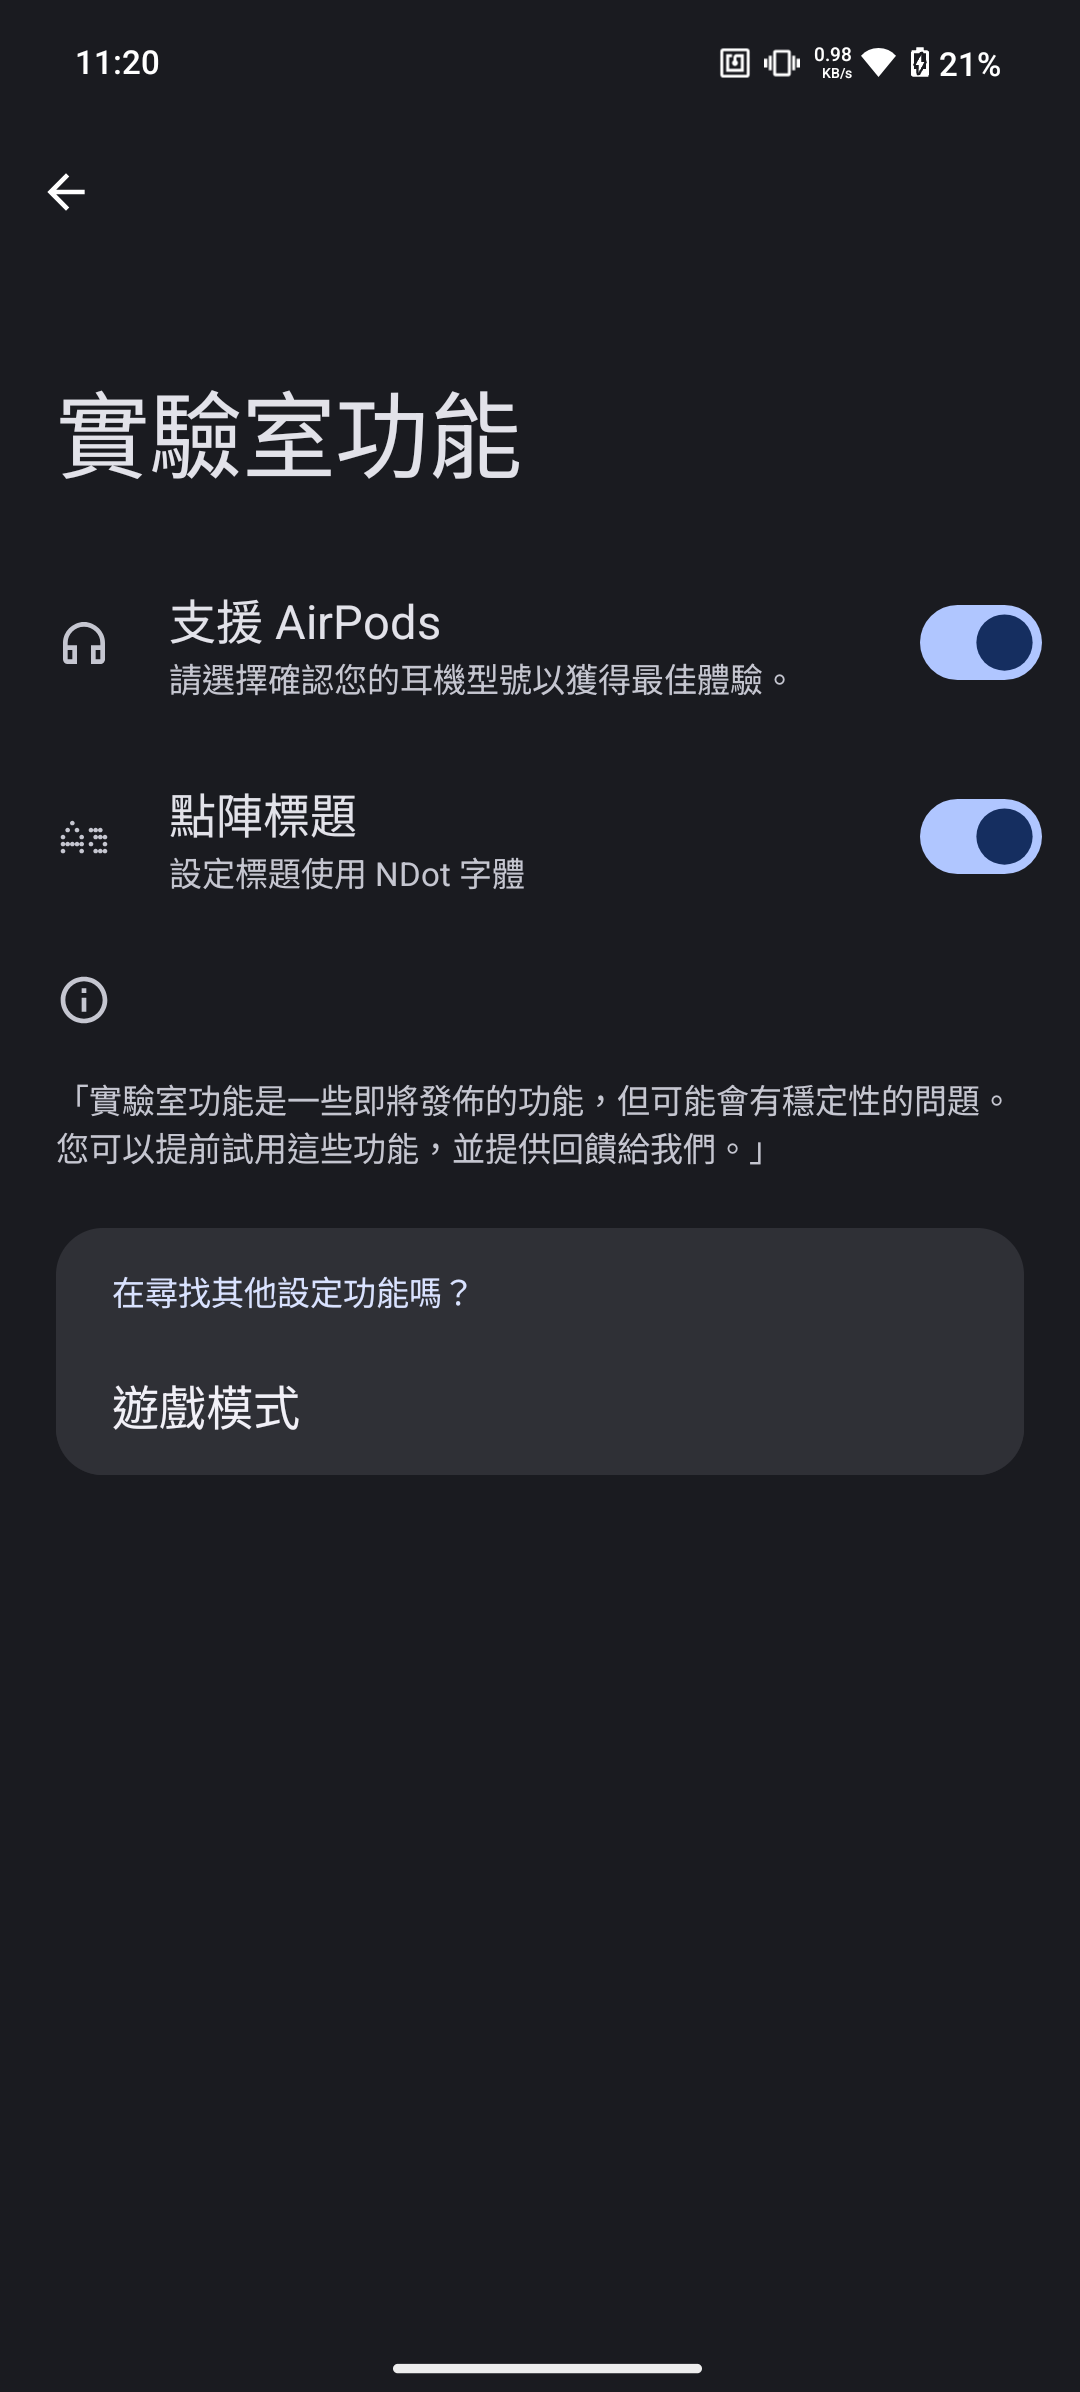 11:20
0.98
KB/s
21%
實驗室功能
支援 AirPods
請選擇確認您的耳機型號以獲得最佳體驗。
點陣標題
設定標題使用 NDot 字體
「實驗室功能是一些即將發佈的功能，但可能會有穩定性的問題。
您可以提前試用這些功能，並提供回饋給我們。」
在尋找其他設定功能嗎？
遊戲模式